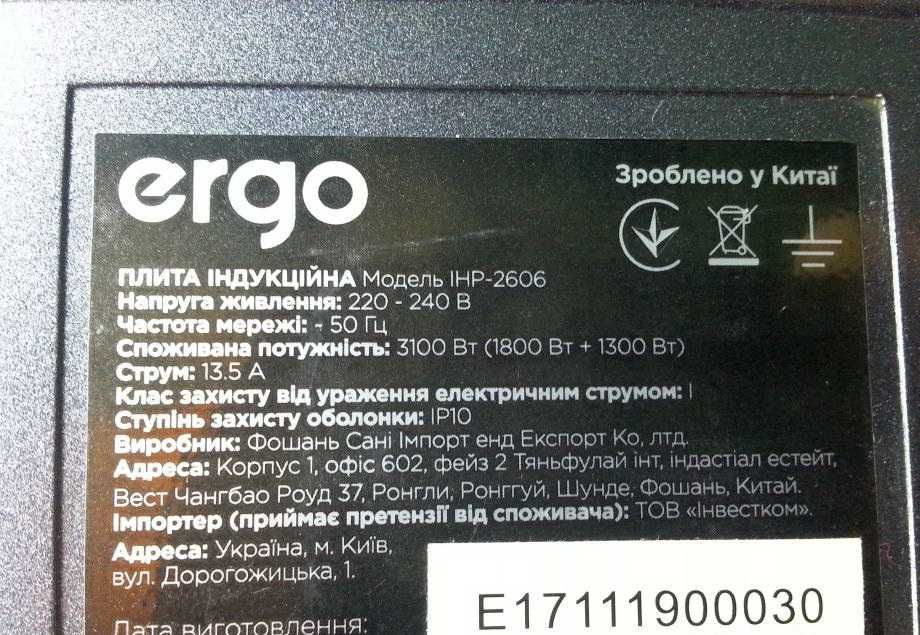 ergo
Зроблено у Китаї
ПЛИТА ІНДУКЦІЙНА Модель IHP-2606
Напруга живлення: 220 - 240 В
Частота мережі: ~ 50 Гц
Споживана потужність: 3100 Вт (1800 Вт + 1300 Вт)
Струм: 13.5 А
Клас захисту від ураження електричним струмом: I
Ступінь захисту оболонки: IP10
Виробник: Фошань Сані Імпорт енд Експорт Ко, лтд.
Адреса: Корпус 1, офіс 602, фейз 2 Тяньфулай інт, індастіал естейт,
Вест Чангбао Роуд 37, Ронгли, Ронггуй, Шунде, Фошань, Китай.
Імпортер (приймає претензії від споживача): ТОВ «Інвестком».
Адреса: Україна, м. Київ,
вул. Дорогожицька, 1.
E17111900030
Дата виготовлення: